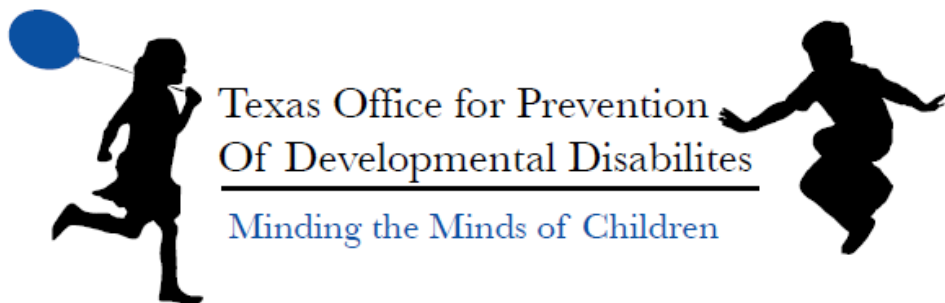 Texas Office for Prevention
Of Developmental Disabilites
Minding the Minds of Children